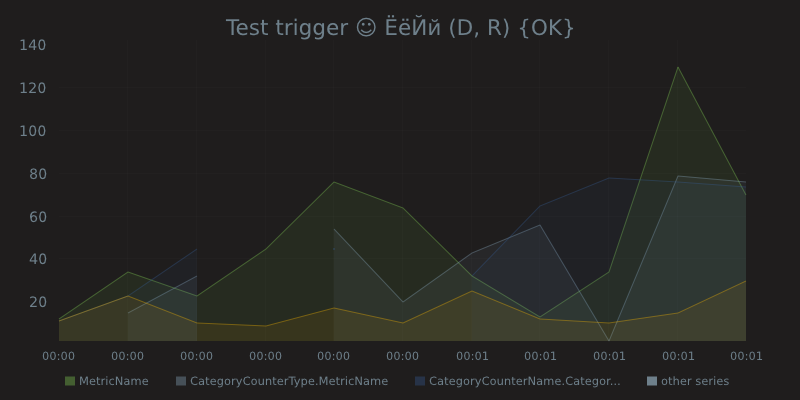 Test trigger ☺ ЁёЙй (D, R) {OK}
140
120
100
80
60
40
20
00:00 00:00 00:00 00:00 00:00 00:00 00:01 00:01 00:01 00:01 00:01
MetricName CategoryCounterType.MetricName CategoryCounterName.Categor... other series